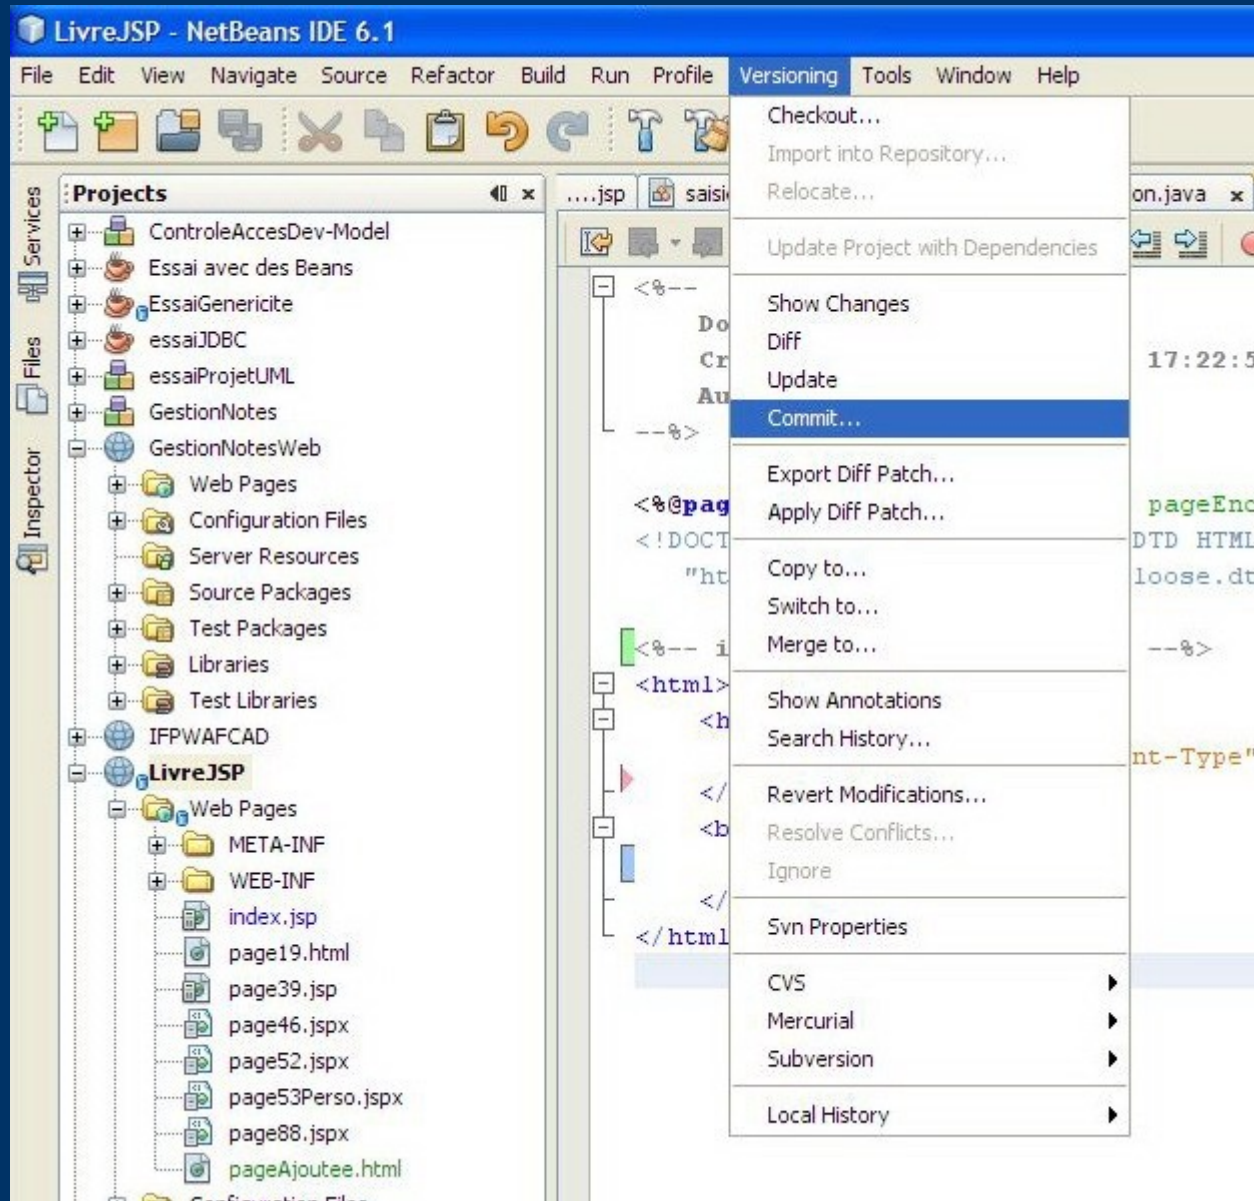 LivreJSP - NetBeans IDE 6.1
File Edit View Navigate Source Refactor Build Run Profile Versioning Tools Window Help
Services
Files
Inspector
Projects
ControleAccesDev-Model
Essai avec des Beans
EssaiGenericite
essaiJDBC
essaiProjetUML
GestionNotes
GestionNotesWeb
Web Pages
Configuration Files
Server Resources
Source Packages
Test Packages
Libraries
Test Libraries
IFPWAFCAD
LivreJSP
Web Pages
META-INF
WEB-INF
index.jsp
page19.html
page39.jsp
page46.jspx
page52.jspx
page53Perso.jspx
page88.jspx
pageAjoutee.html
....jsp saisi on.java
<%--
Do
Cr 17:22:5
Au
--%>
<%@pag pageEnc
<!DOCT DTD HTML
"ht loose.dt
<%-- i --%>
<html>
<h
nt-Type"
</
<b
</
</html
Checkout...
Import into Repository...
Relocate...
Update Project with Dependencies
Show Changes
Diff
Update
Commit...
Export Diff Patch...
Apply Diff Patch...
Copy to...
Switch to...
Merge to...
Show Annotations
Search History...
Revert Modifications...
Resolve Conflicts...
Ignore
Svn Properties
CVS
Mercurial
Subversion
Local History